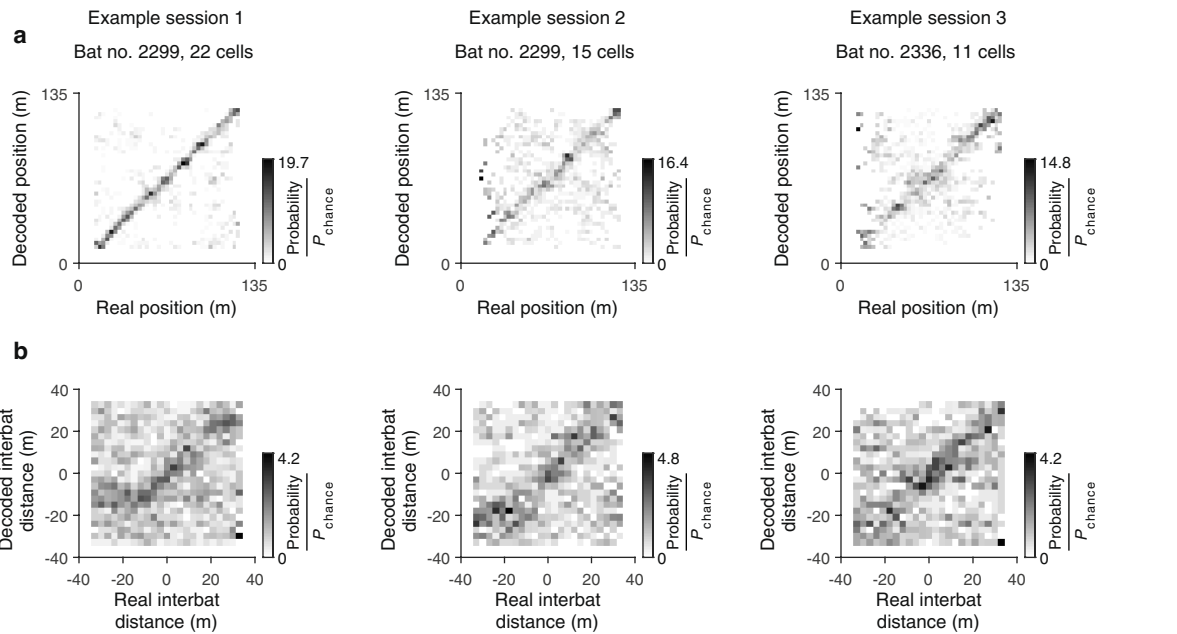 a
Example session 1
Bat no. 2299, 22 cells
Decoded position (m)
135
0
0
135
Real position (m)
19.7
0
Probability
Pchance
Example session 2
Bat no. 2299, 15 cells
Decoded position (m)
135
0
0
135
Real position (m)
16.4
0
Probability
Pchance
Example session 3
Bat no. 2336, 11 cells
Decoded position (m)
135
0
0
135
Real position (m)
14.8
0
Probability
Pchance
b
Decoded interbat
distance (m)
40
20
0
-20
-40
-40 -20 0 20 40
Real interbat
distance (m)
4.2
0
Probability
Pchance
Decoded interbat
distance (m)
40
20
0
-20
-40
-40 -20 0 20 40
Real interbat
distance (m)
4.8
0
Probability
Pchance
Decoded interbat
distance (m)
40
20
0
-20
-40
-40 -20 0 20 40
Real interbat
distance (m)
4.2
0
Probability
Pchance